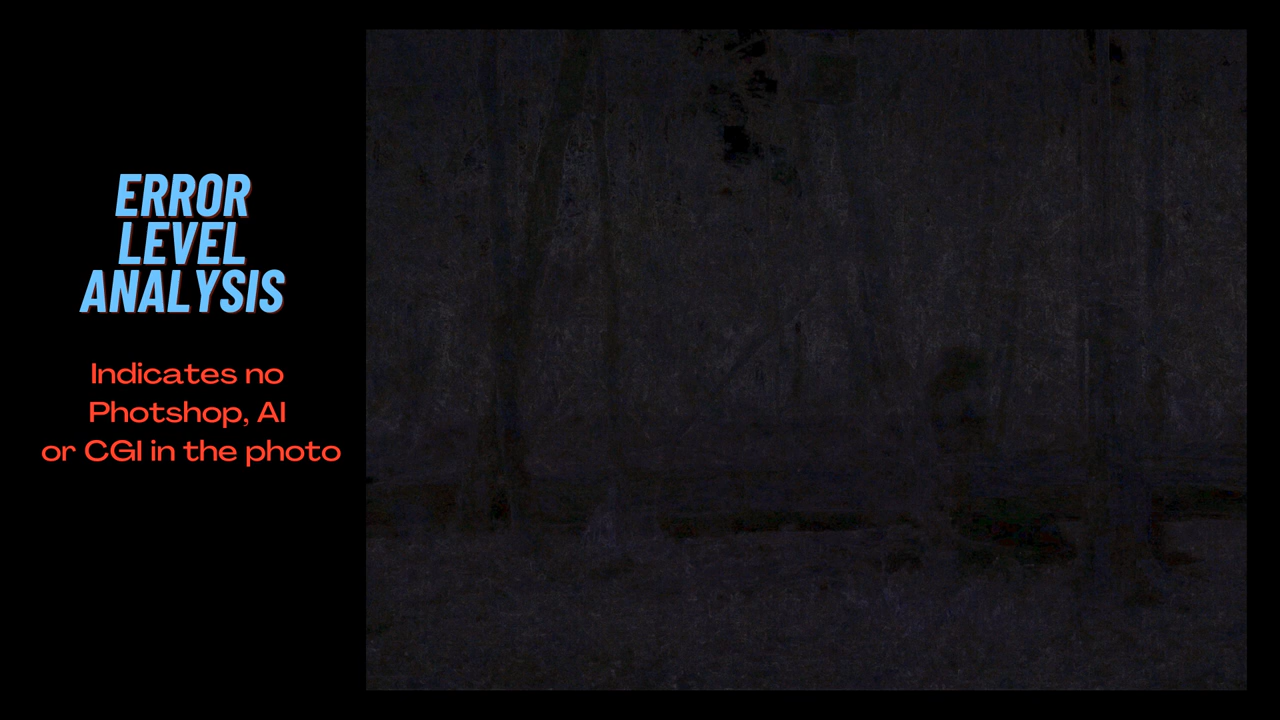 ERROR
LEVEL
ANALYSIS
Indicates no
Photshop, AI
or CGI in the photo